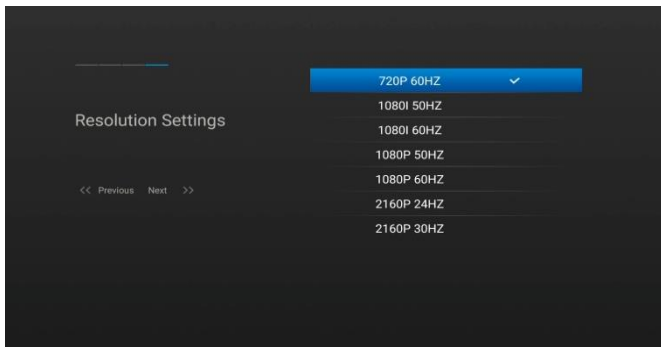 Resolution Settings
<< Previous Next >>
720P 60HZ
1080I 50HZ
1080I 60HZ
1080P 50HZ
1080P 60HZ
2160P 24HZ
2160P 30HZ